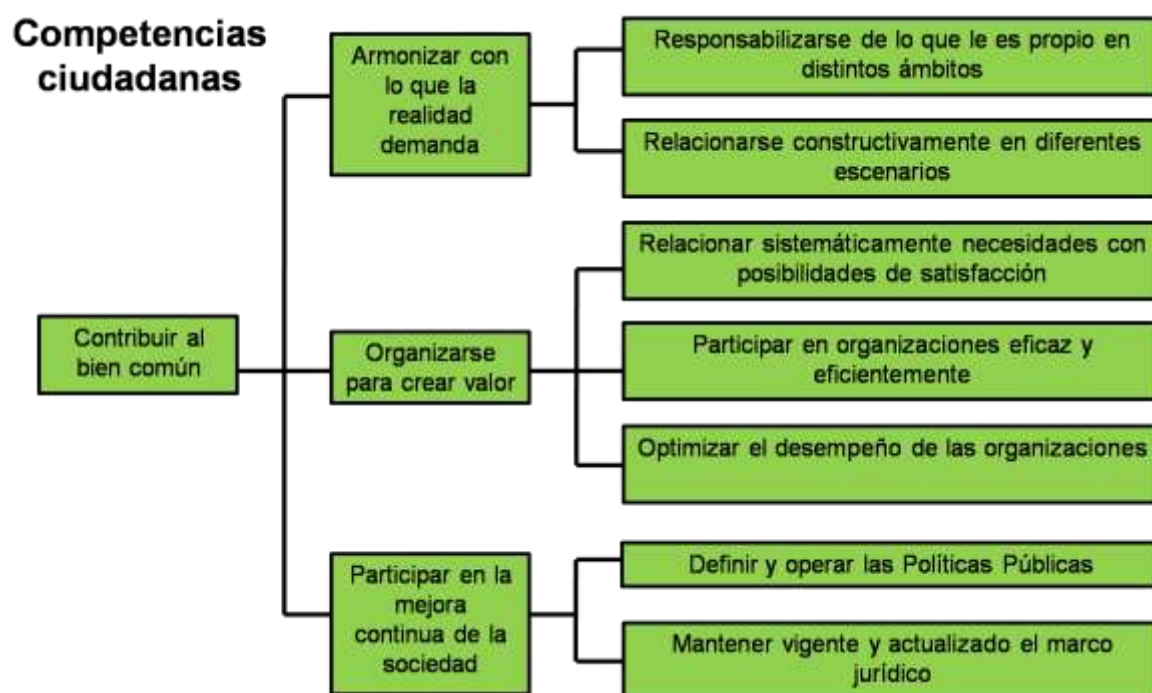 Competencias
ciudadanas
Contribuir al
bien común
Armonizar con
lo que la
realidad
demanda
Responsabilizarse de lo que le es propio en
distintos ámbitos
Relacionarse constructivamente en diferentes
escenarios
Organizarse
para crear valor
Relacionar sistemáticamente necesidades con
posibilidades de satisfacción
Participar en organizaciones eficaz y
eficientemente
Optimizar el desempeño de las organizaciones
Participar en la
mejora
continua de la
sociedad
Definir y operar las Políticas Públicas
Mantener vigente y actualizado el marco
jurídico